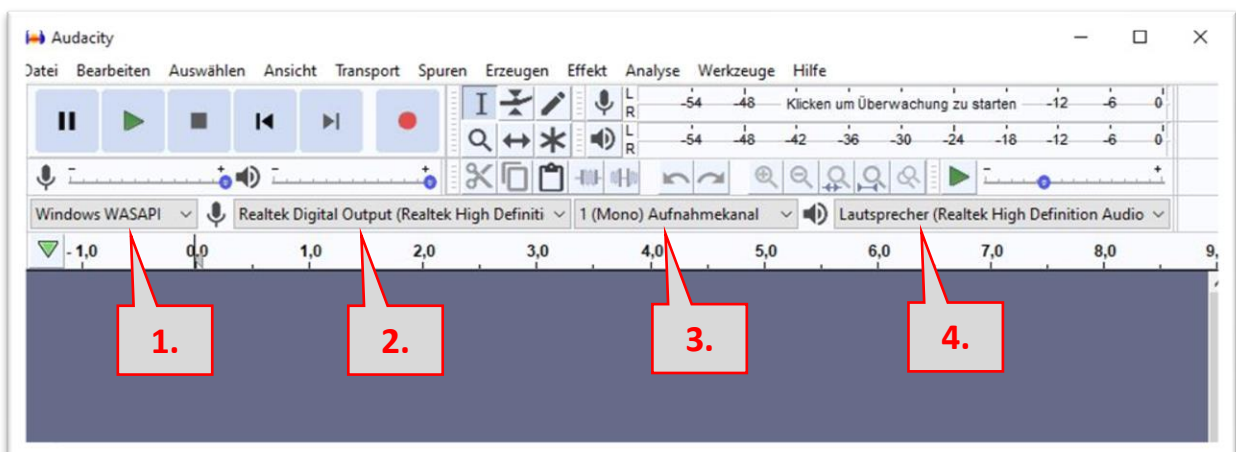 Audacity
Datei Bearbeiten Auswählen Ansicht Transport Spuren Erzeugen Effekt Analyse Werkzeuge Hilfe
L
R
-54 -48 Klicken um Überwachung zu starten -12 -6 0
L
R
-54 -48 -42 -36 -30 -24 -18 -12 -6 0
- + - + - +
Windows WASAPI Realtek Digital Output (Realtek High Definiti 1 (Mono) Aufnahmekanal Lautsprecher (Realtek High Definition Audio
- 1,0 0,0 1,0 2,0 3,0 4,0 5,0 6,0 7,0 8,0 9,
1. 2. 3. 4.